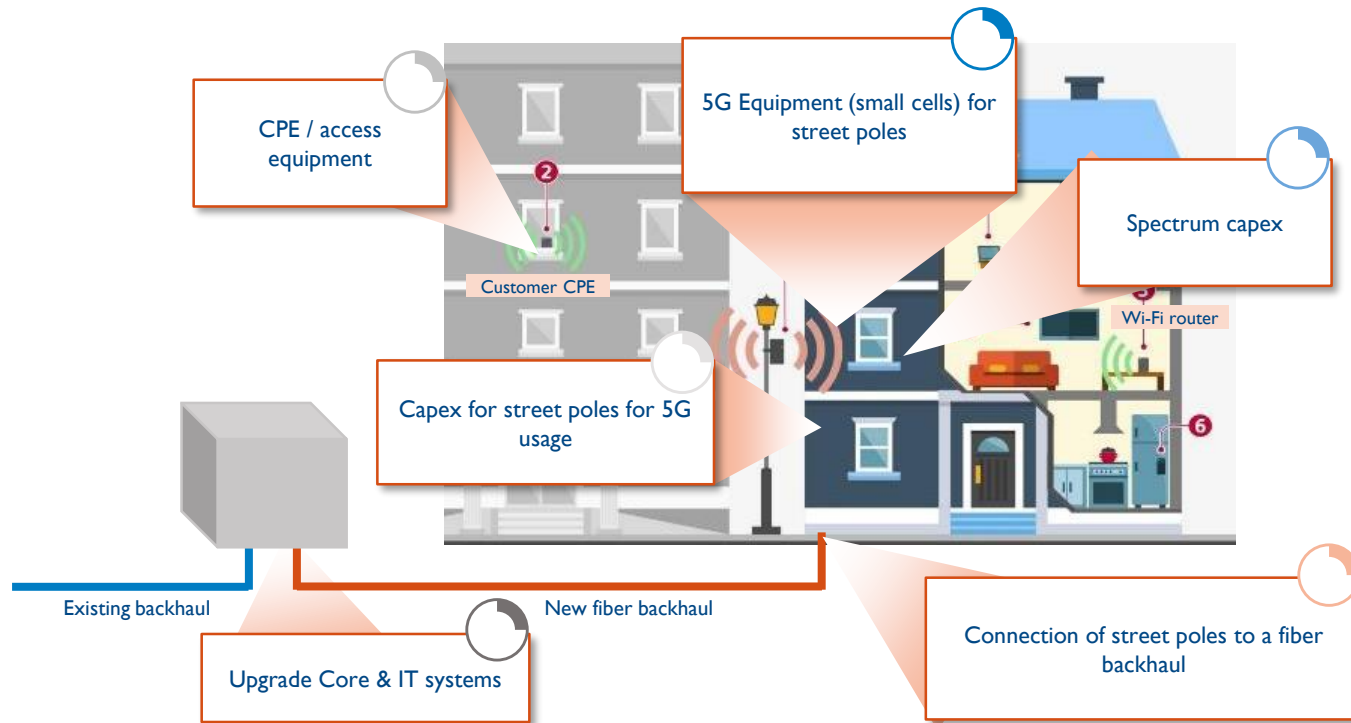 5G Equipment (small cells) for
street poles
CPE / access
equipment
2
Spectrum capex
Customer CPE
Wi-Fi router
Capex for street poles for 5G
usage
6
Existing backhaul
New fiber backhaul
Connection of street poles to a fiber
backhaul
Upgrade Core & IT systems